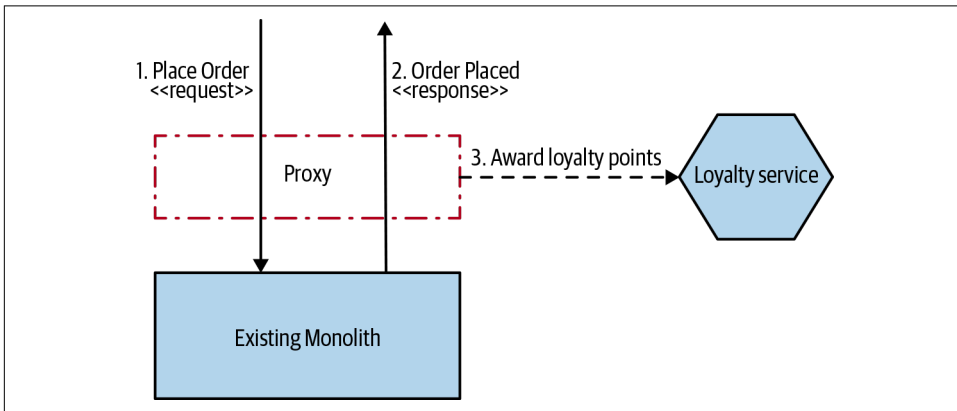 1. Place Order
<<request>>
2. Order Placed
<<response>>
Proxy
3. Award loyalty points
Loyalty service
Existing Monolith